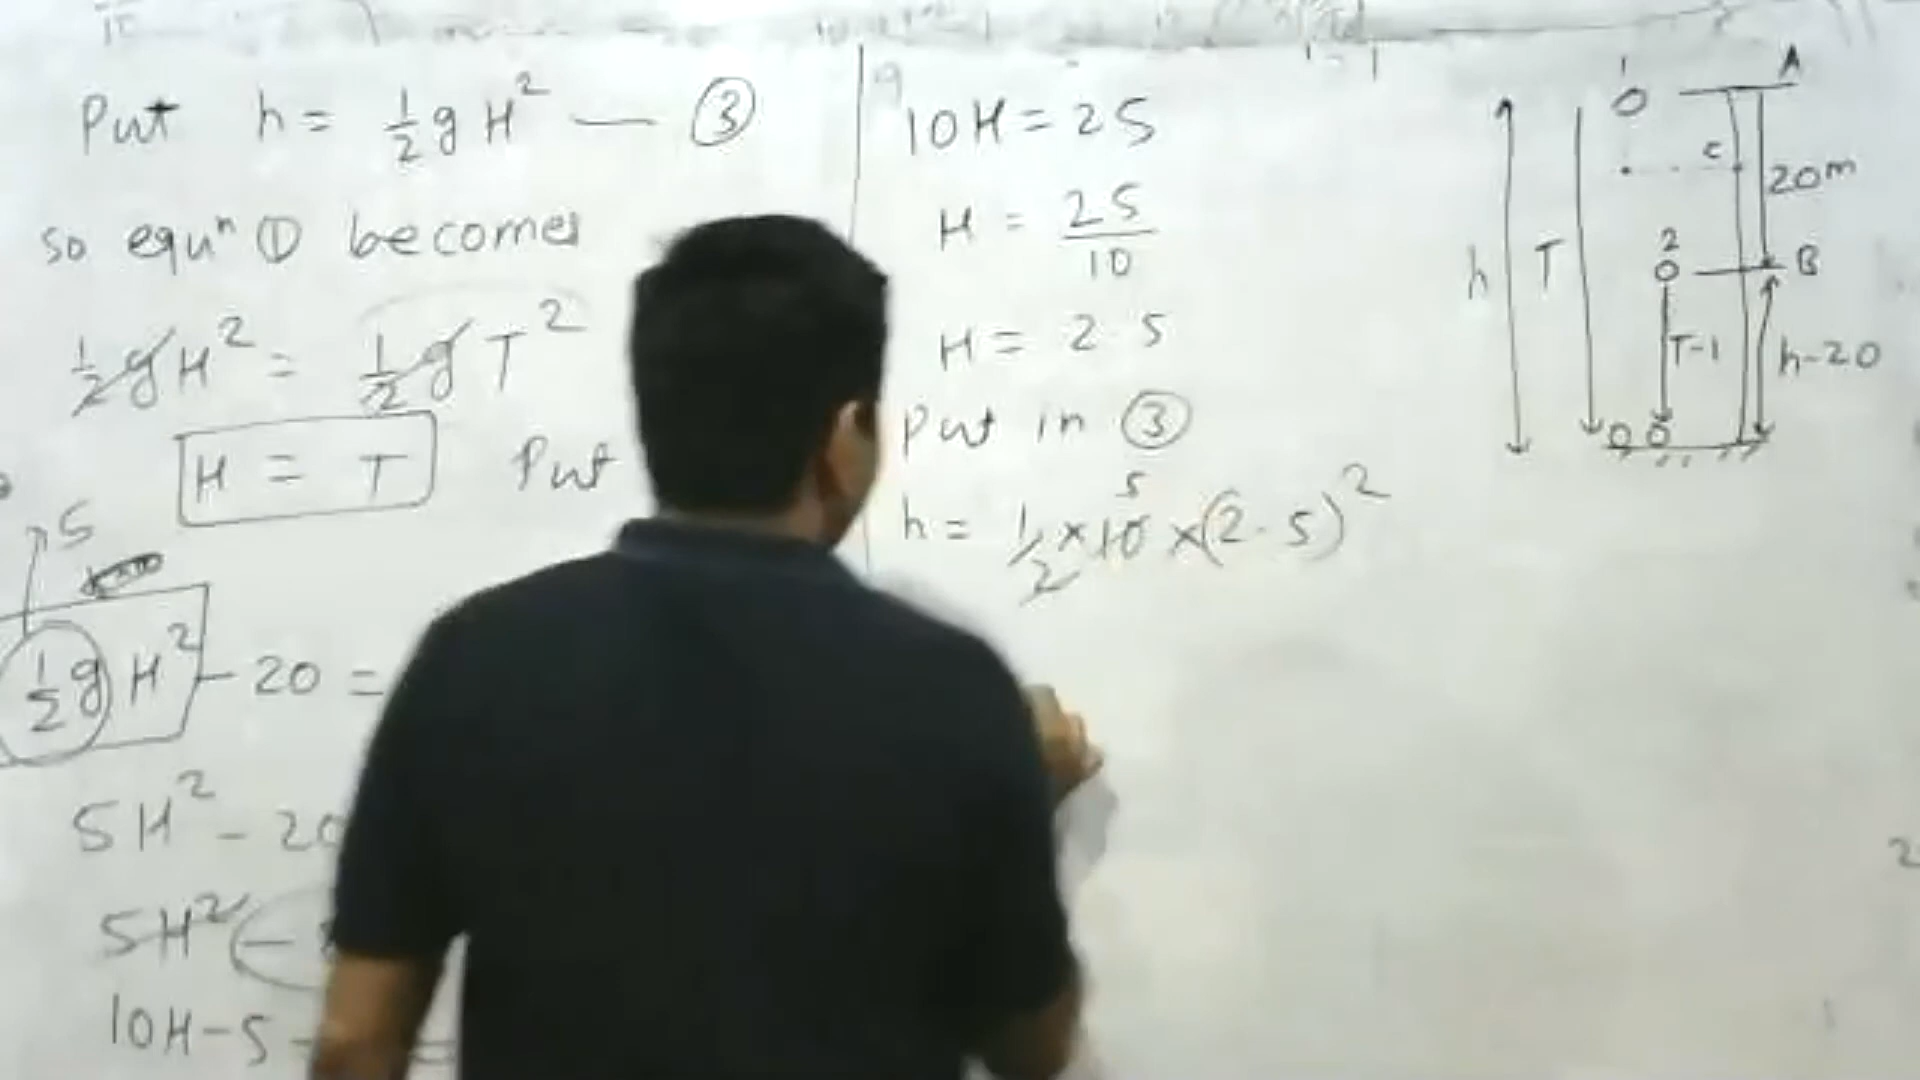 Put h = 1/2 g H² — ③
so equⁿ ① becomes
1/2 g H² = 1/2 g T²
H = T Put
5
1/2 g H² - 20 =
5H² - 20
5H² (-
10H - 5 - =
10H = 25
H = 25/10
H = 2.5
Put in ③
5
h = 1/2 × 10 × (2.5)²
1 A
O
c
20m
2
O B
h T
T-1 h-20
O O
2